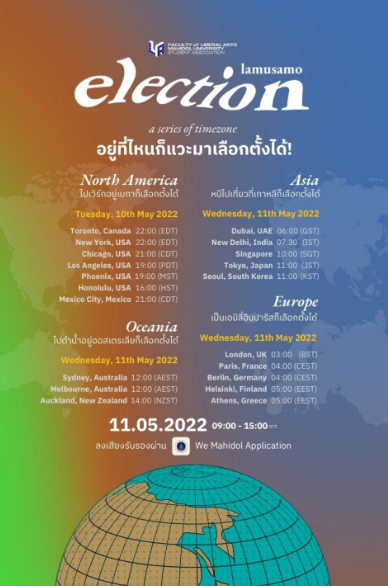 FACULTY OF LIBERAL ARTS
MAHIDOL UNIVERSITY
STUDENT ASSOCIATION
lamusamo
election
a series of timezone
อยู่ที่ไหนก็แวะมาเลือกตั้งได้!
North America
ไปเวิร์กอยู่เมกาก็เลือกตั้งได้
Tuesday, 10th May 2022
Toronto, Canada 22:00 (EDT)
New York, USA 22:00 (EDT)
Chicago, USA 21:00 (CDT)
Los Angeles, USA 19:00 (PDT)
Phoenix, USA 19:00 (MST)
Honolulu, USA 16:00 (HST)
Mexico City, Mexico 21:00 (CDT)
Asia
หนีไปเที่ยวที่เกาหลีก็เลือกตั้งได้
Wednesday, 11th May 2022
Dubai, UAE 06:00 (GST)
New Delhi, India 07:30 (IST)
Singapore 10:00 (SGT)
Tokyo, Japan 11:00 (JST)
Seoul, South Korea 11:00 (KST)
Oceania
ไปดำน้ำอยู่ออสเตรเลียก็เลือกตั้งได้
Wednesday, 11th May 2022
Sydney, Australia 12:00 (AEST)
Melbourne, Australia 12:00 (AEST)
Auckland, New Zealand 14:00 (NZST)
Europe
เป็นเอมิลี่อินปารีสก็เลือกตั้งได้
Wednesday, 11th May 2022
London, UK 03:00 (BST)
Paris, France 04:00 (CEST)
Berlin, Germany 04:00 (CEST)
Helsinki, Finland 05:00 (EEST)
Athens, Greece 05:00 (EEST)
11.05.2022 09:00 - 15:00
ลงเสียงรับรองผ่าน We Mahidol Application